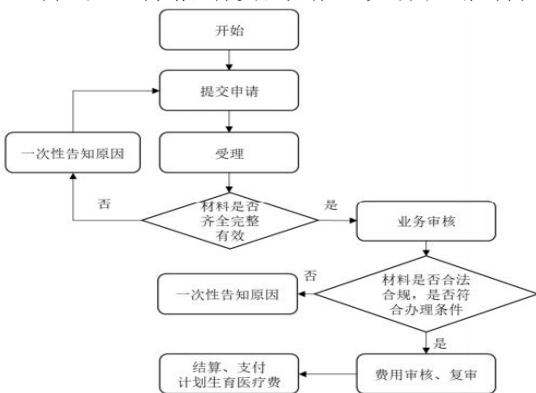 开始
提交申请
一次性告知原因
受理
否
材料是否
齐全完整
有效
是
业务审核
否
一次性告知原因
材料是否合法
合规，是否符
合办理条件
是
结算、支付
计划生育医疗费
费用审核、复审